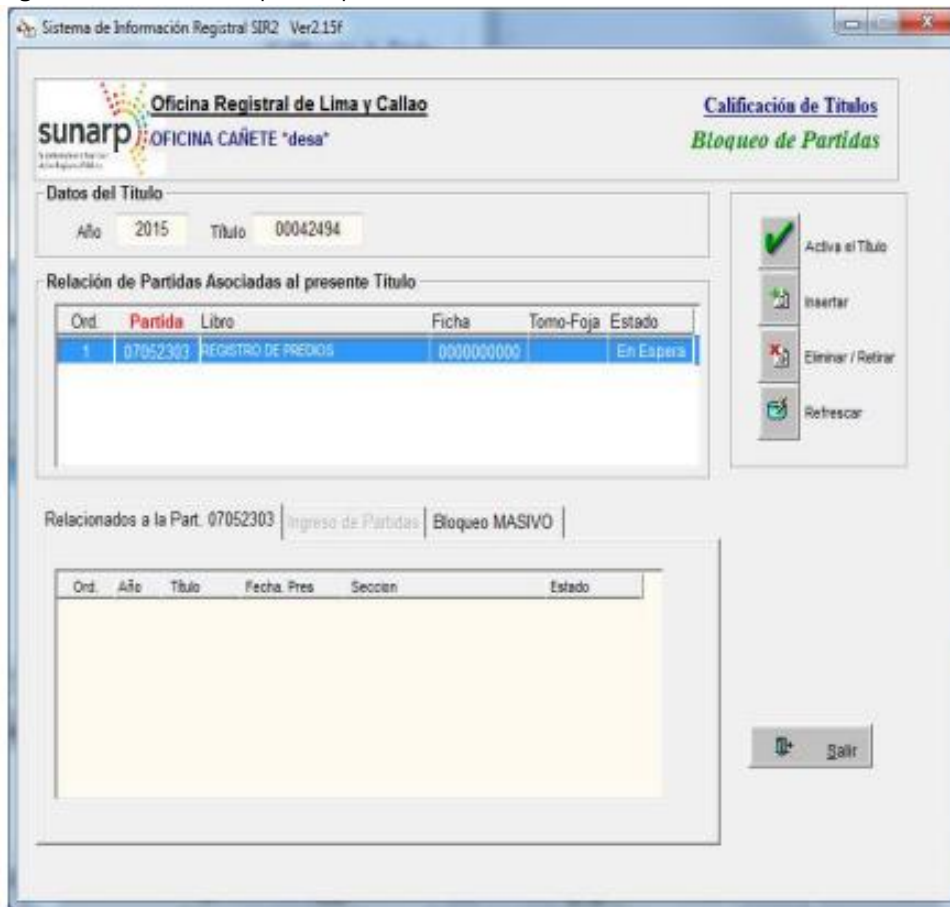 Sistema de Información Registral SIR2 Ver2.15f
sunarp
Oficina Registral de Lima y Callao
OFICINA CAÑETE "desa"
Calificación de Títulos
Bloqueo de Partidas
Datos del Título
Año 2015 Título 00042494
Activa el Título
Insertar
Eliminar / Retirar
Refrescar
Relación de Partidas Asociadas al presente Título
Ord. Partida Libro Ficha Tomo-Foja Estado
1 07052303 REGISTRO DE PREDIOS 0000000000 En Espera
Relacionados a la Part. 07052303 Ingreso de Partidas Bloqueo MASIVO
Ord. Año Título Fecha. Pres Seccion Estado
Salir